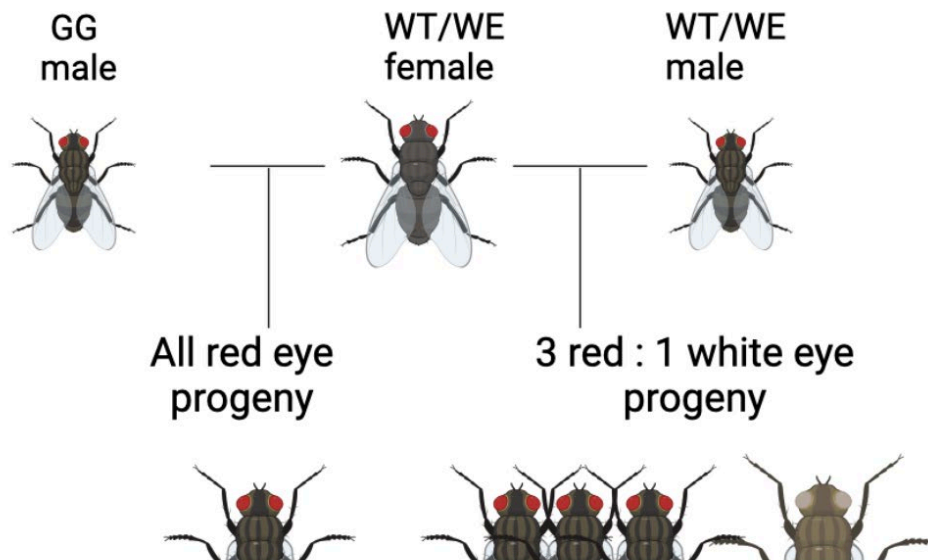 GG
male
WT/WE
female
WT/WE
male
All red eye
progeny
3 red : 1 white eye
progeny